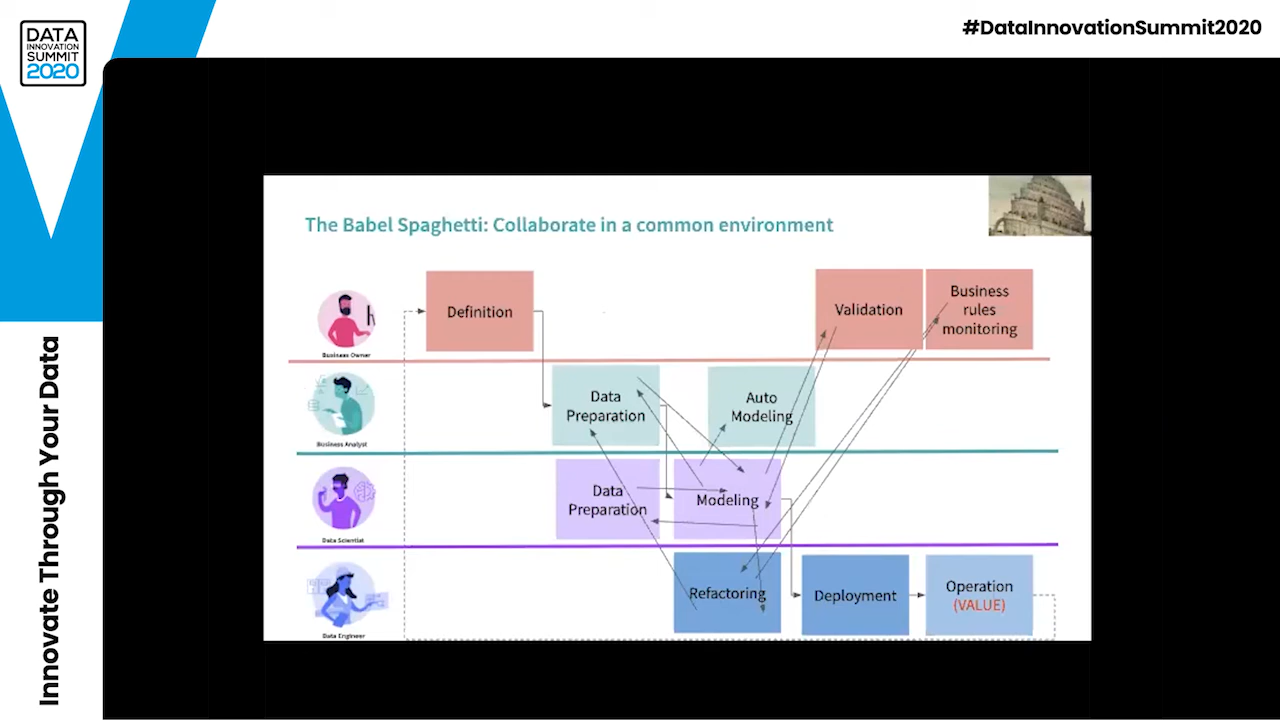 DATA
INNOVATION
SUMMIT
2020
#DataInnovationSummit2020
Innovate Through Your Data
The Babel Spaghetti: Collaborate in a common environment
Business Owner
Definition
Validation
Business
rules
monitoring
Business Analyst
Data
Preparation
Auto
Modeling
Data Scientist
Data
Preparation
Modeling
Data Engineer
Refactoring
Deployment
Operation
(VALUE)